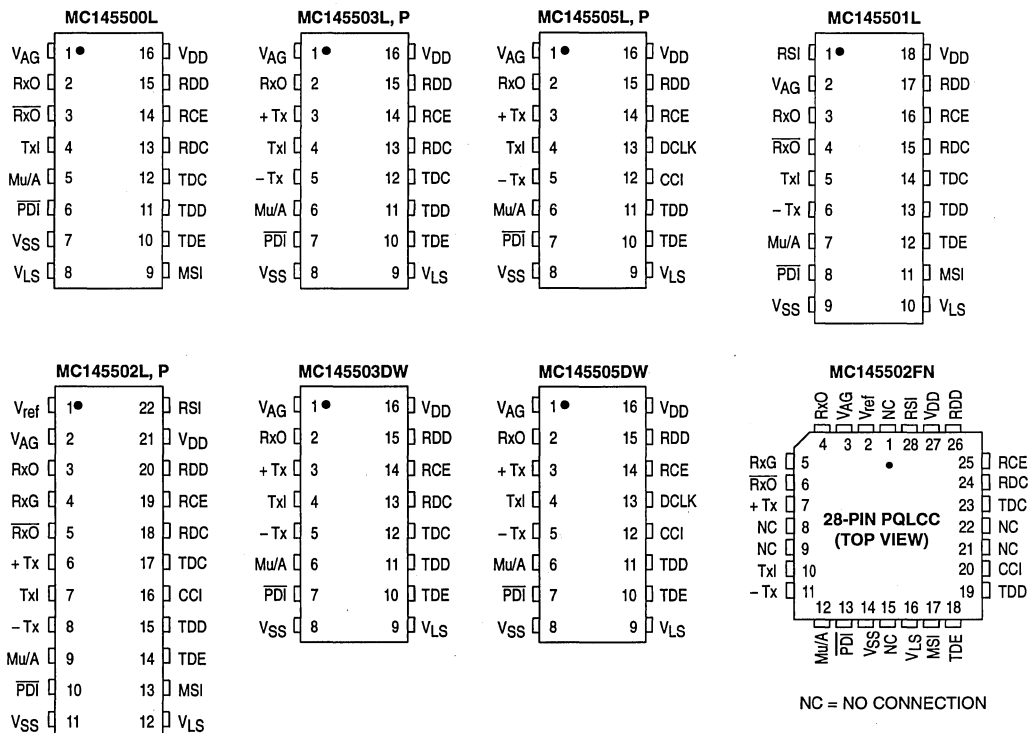 MC145500L
VAG 1 16 VDD
RxO 2 15 RDD
RxO 3 14 RCE
TxI 4 13 RDC
Mu/A 5 12 TDC
PDI 6 11 TDD
VSS 7 10 TDE
VLS 8 9 MSI
MC145503L, P
VAG 1 16 VDD
RxO 2 15 RDD
+ Tx 3 14 RCE
TxI 4 13 RDC
– Tx 5 12 TDC
Mu/A 6 11 TDD
PDI 7 10 TDE
VSS 8 9 VLS
MC145505L, P
VAG 1 16 VDD
RxO 2 15 RDD
+ Tx 3 14 RCE
TxI 4 13 DCLK
– Tx 5 12 CCI
Mu/A 6 11 TDD
PDI 7 10 TDE
VSS 8 9 VLS
MC145501L
RSI 1 18 VDD
VAG 2 17 RDD
RxO 3 16 RCE
RxO 4 15 RDC
TxI 5 14 TDC
– Tx 6 13 TDD
Mu/A 7 12 TDE
PDI 8 11 MSI
VSS 9 10 VLS
MC145502L, P
Vref 1 22 RSI
VAG 2 21 VDD
RxO 3 20 RDD
RxG 4 19 RCE
RxO 5 18 RDC
+ Tx 6 17 TDC
TxI 7 16 CCI
– Tx 8 15 TDD
Mu/A 9 14 TDE
PDI 10 13 MSI
VSS 11 12 VLS
MC145503DW
VAG 1 16 VDD
RxO 2 15 RDD
+ Tx 3 14 RCE
TxI 4 13 RDC
– Tx 5 12 TDC
Mu/A 6 11 TDD
PDI 7 10 TDE
VSS 8 9 VLS
MC145505DW
VAG 1 16 VDD
RxO 2 15 RDD
+ Tx 3 14 RCE
TxI 4 13 DCLK
– Tx 5 12 CCI
Mu/A 6 11 TDD
PDI 7 10 TDE
VSS 8 9 VLS
MC145502FN
RxO VAG Vref NC RSI VDD RDD
4 3 2 1 28 27 26
RxG 5 25 RCE
RxO 6 24 RDC
+ Tx 7 23 TDC
NC 8 22 NC
NC 9 21 NC
TxI 10 20 CCI
– Tx 11 19 TDD
28-PIN PQLCC
(TOP VIEW)
12 13 14 15 16 17 18
Mu/A PDI VSS NC VLS MSI TDE
NC = NO CONNECTION